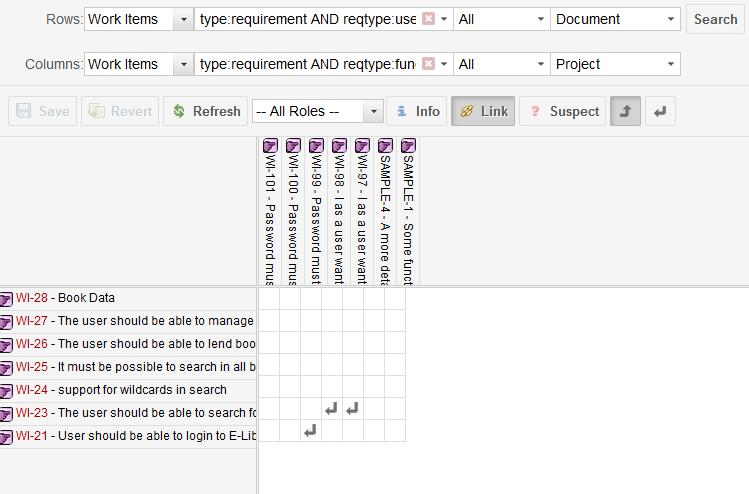 Rows: Work Items type:requirement AND reqtype:use All Document Search
Columns: Work Items type:requirement AND reqtype:fun All Project
Save Revert Refresh -- All Roles -- Info Link Suspect
WI-101 - Password mus
WI-100 - Password mus
WI-99 - Password must
WI-98 - I as a user want
WI-97 - I as a user want
SAMPLE-4 - A more deta
SAMPLE-1 - Some funct
WI-28 - Book Data
WI-27 - The user should be able to manage
WI-26 - The user should be able to lend boo
WI-25 - It must be possible to search in all b
WI-24 - support for wildcards in search
WI-23 - The user should be able to search fo
WI-21 - User should be able to login to E-Lib